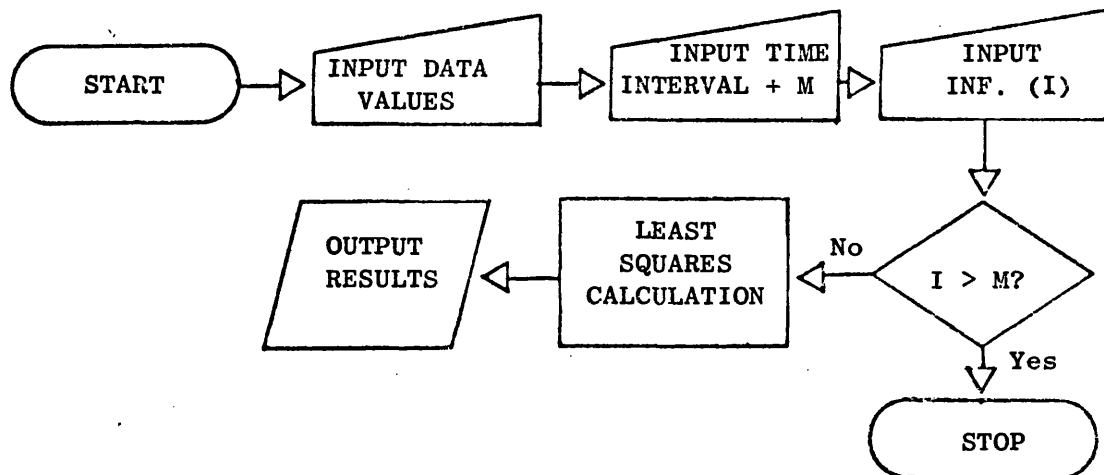 START
INPUT DATA
VALUES
INPUT TIME
INTERVAL + M
INPUT
INF. (I)
I > M?
No
Yes
LEAST
SQUARES
CALCULATION
OUTPUT
RESULTS
STOP